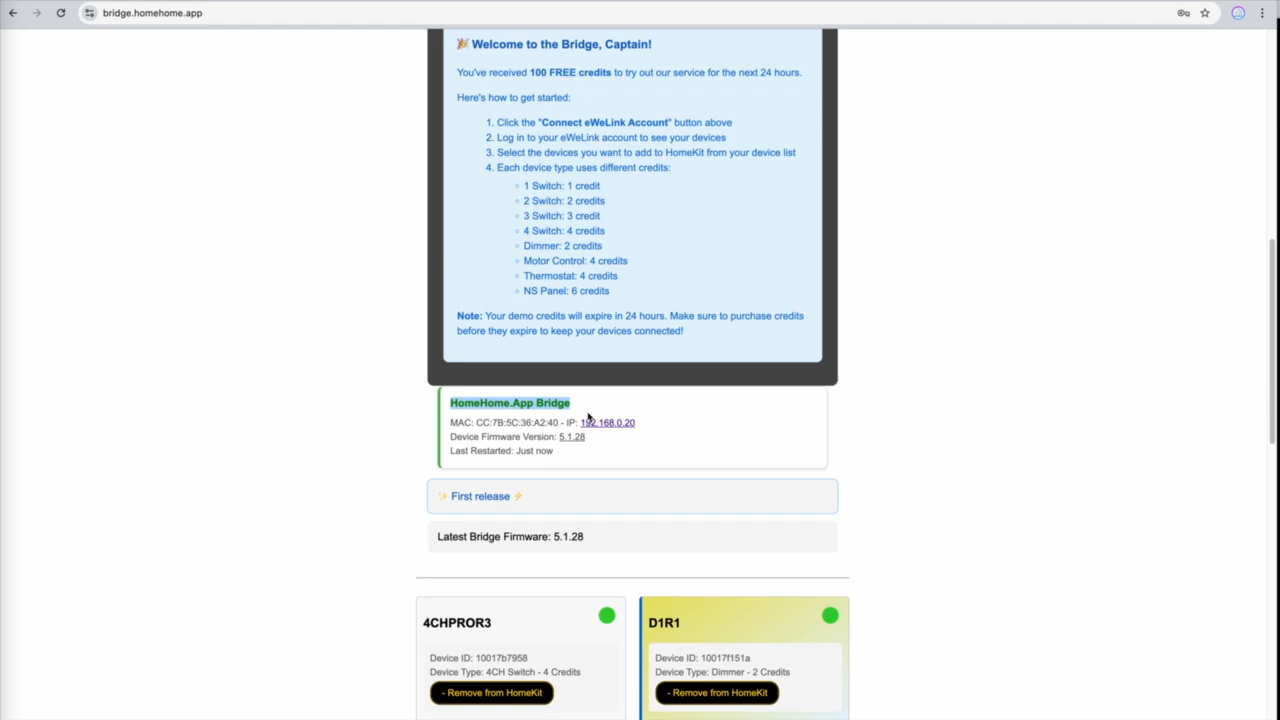 bridge.homehome.app
🎉 Welcome to the Bridge, Captain!
You've received 100 FREE credits to try out our service for the next 24 hours.
Here's how to get started:
1. Click the "Connect eWeLink Account" button above
2. Log in to your eWeLink account to see your devices
3. Select the devices you want to add to HomeKit from your device list
4. Each device type uses different credits:
◦ 1 Switch: 1 credit
◦ 2 Switch: 2 credits
◦ 3 Switch: 3 credit
◦ 4 Switch: 4 credits
◦ Dimmer: 2 credits
◦ Motor Control: 4 credits
◦ Thermostat: 4 credits
◦ NS Panel: 6 credits
Note: Your demo credits will expire in 24 hours. Make sure to purchase credits
before they expire to keep your devices connected!
HomeHome.App Bridge
MAC: CC:7B:5C:36:A2:40 - IP: 192.168.0.20
Device Firmware Version: 5.1.28
Last Restarted: Just now
✨ First release ⚡
Latest Bridge Firmware: 5.1.28
4CHPROR3
Device ID: 10017b7958
Device Type: 4CH Switch - 4 Credits
- Remove from HomeKit
D1R1
Device ID: 10017f151a
Device Type: Dimmer - 2 Credits
- Remove from HomeKit